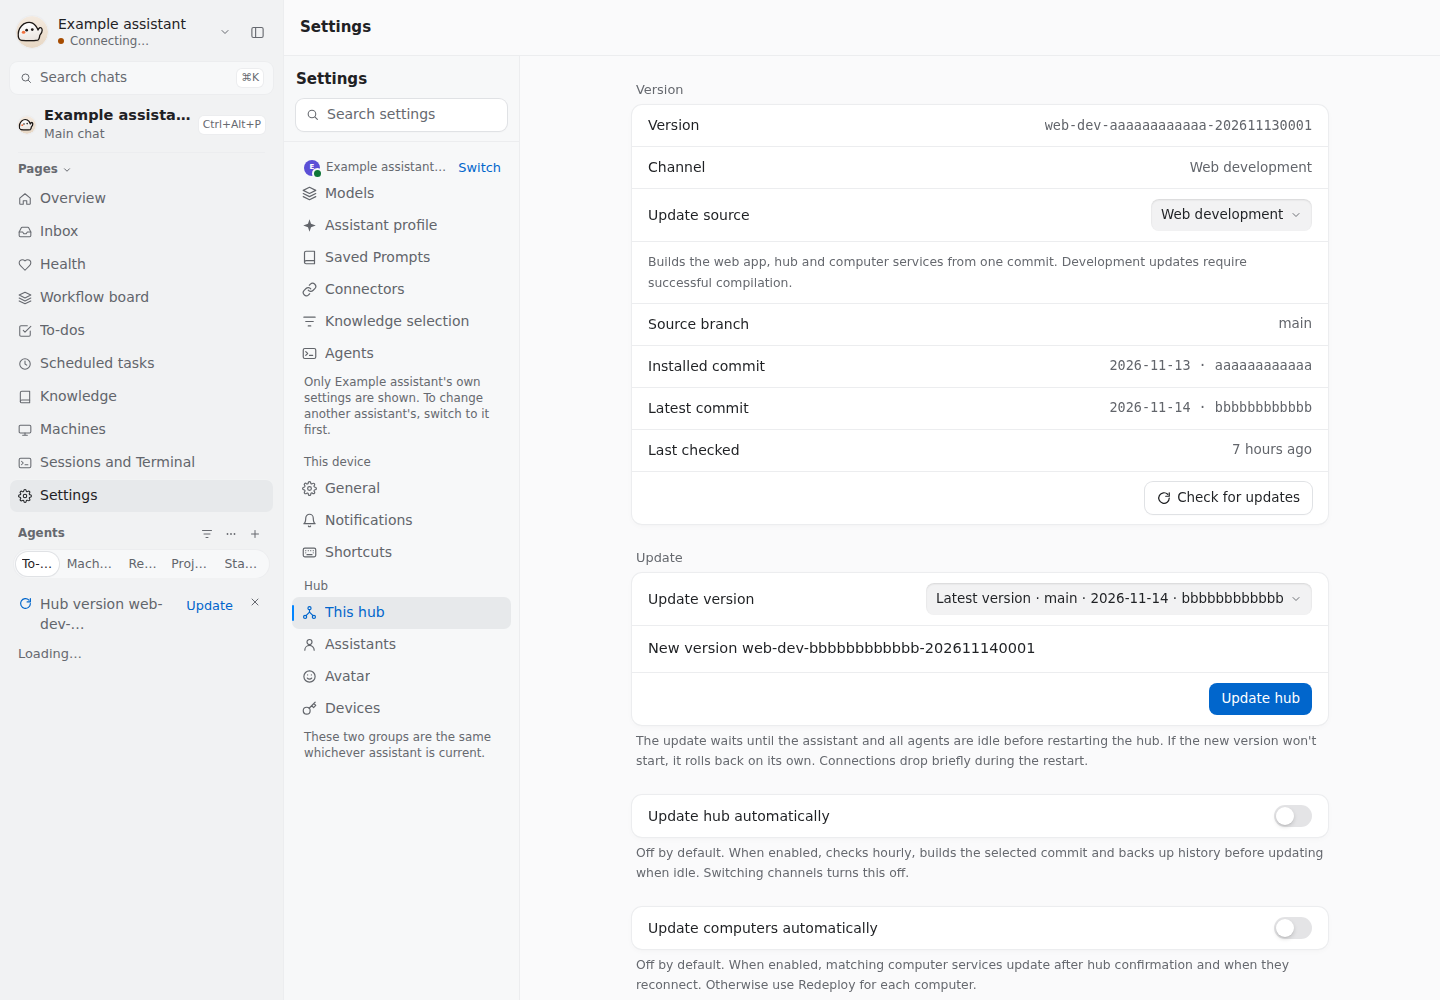 Example assistant
Connecting...
Search chats
⌘K
Example assista...
Ctrl+Alt+P
Main chat
Pages
Overview
Inbox
Health
Workflow board
To-dos
Scheduled tasks
Knowledge
Machines
Sessions and Terminal
Settings
Agents
To-...
Mach...
Re...
Proj...
Sta...
Hub version web-
dev-...
Update
Loading...
Settings
Settings
Search settings
E
Example assistant...
Switch
Models
Assistant profile
Saved Prompts
Connectors
Knowledge selection
Agents
Only Example assistant's own
settings are shown. To change
another assistant's, switch to it
first.
This device
General
Notifications
Shortcuts
Hub
This hub
Assistants
Avatar
Devices
These two groups are the same
whichever assistant is current.
Version
Version
web-dev-aaaaaaaaaaaa-202611130001
Channel
Web development
Update source
Web development
Builds the web app, hub and computer services from one commit. Development updates require
successful compilation.
Source branch
main
Installed commit
2026-11-13 · aaaaaaaaaaaa
Latest commit
2026-11-14 · bbbbbbbbbbbb
Last checked
7 hours ago
Check for updates
Update
Update version
Latest version · main · 2026-11-14 · bbbbbbbbbbbb
New version web-dev-bbbbbbbbbbbb-202611140001
Update hub
The update waits until the assistant and all agents are idle before restarting the hub. If the new version won't
start, it rolls back on its own. Connections drop briefly during the restart.
Update hub automatically
Off by default. When enabled, checks hourly, builds the selected commit and backs up history before updating
when idle. Switching channels turns this off.
Update computers automatically
Off by default. When enabled, matching computer services update after hub confirmation and when they
reconnect. Otherwise use Redeploy for each computer.